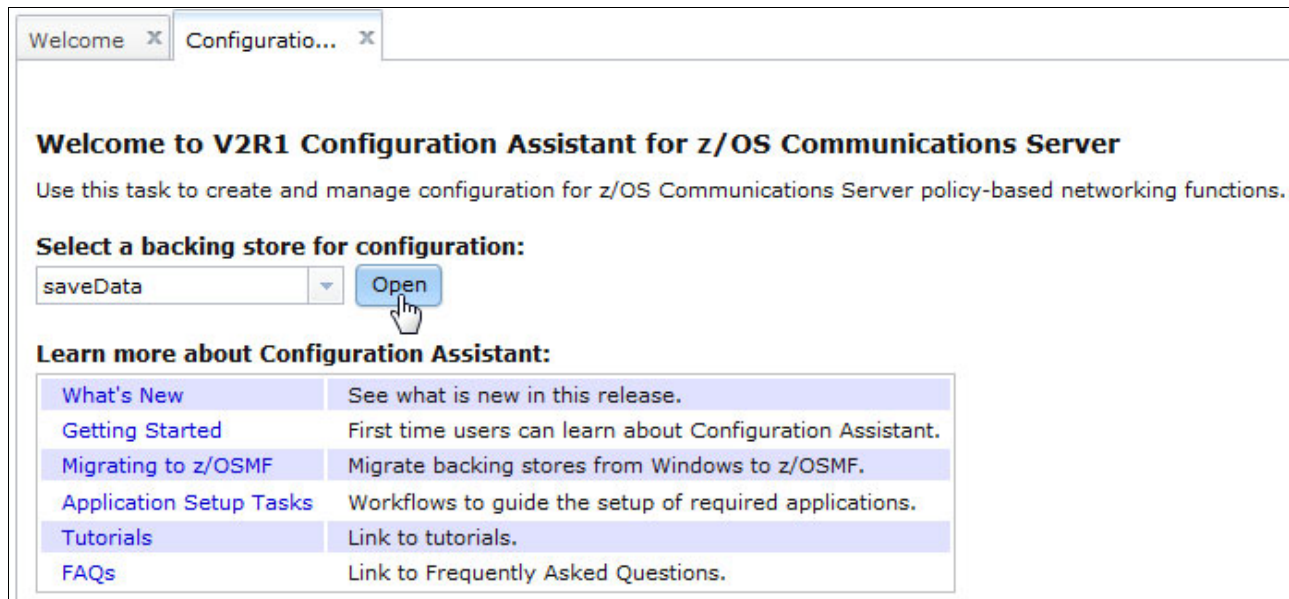 Welcome x Configuratio... x
Welcome to V2R1 Configuration Assistant for z/OS Communications Server
Use this task to create and manage configuration for z/OS Communications Server policy-based networking functions.
Select a backing store for configuration:
saveData Open
Learn more about Configuration Assistant:
What's New See what is new in this release.
Getting Started First time users can learn about Configuration Assistant.
Migrating to z/OSMF Migrate backing stores from Windows to z/OSMF.
Application Setup Tasks Workflows to guide the setup of required applications.
Tutorials Link to tutorials.
FAQs Link to Frequently Asked Questions.